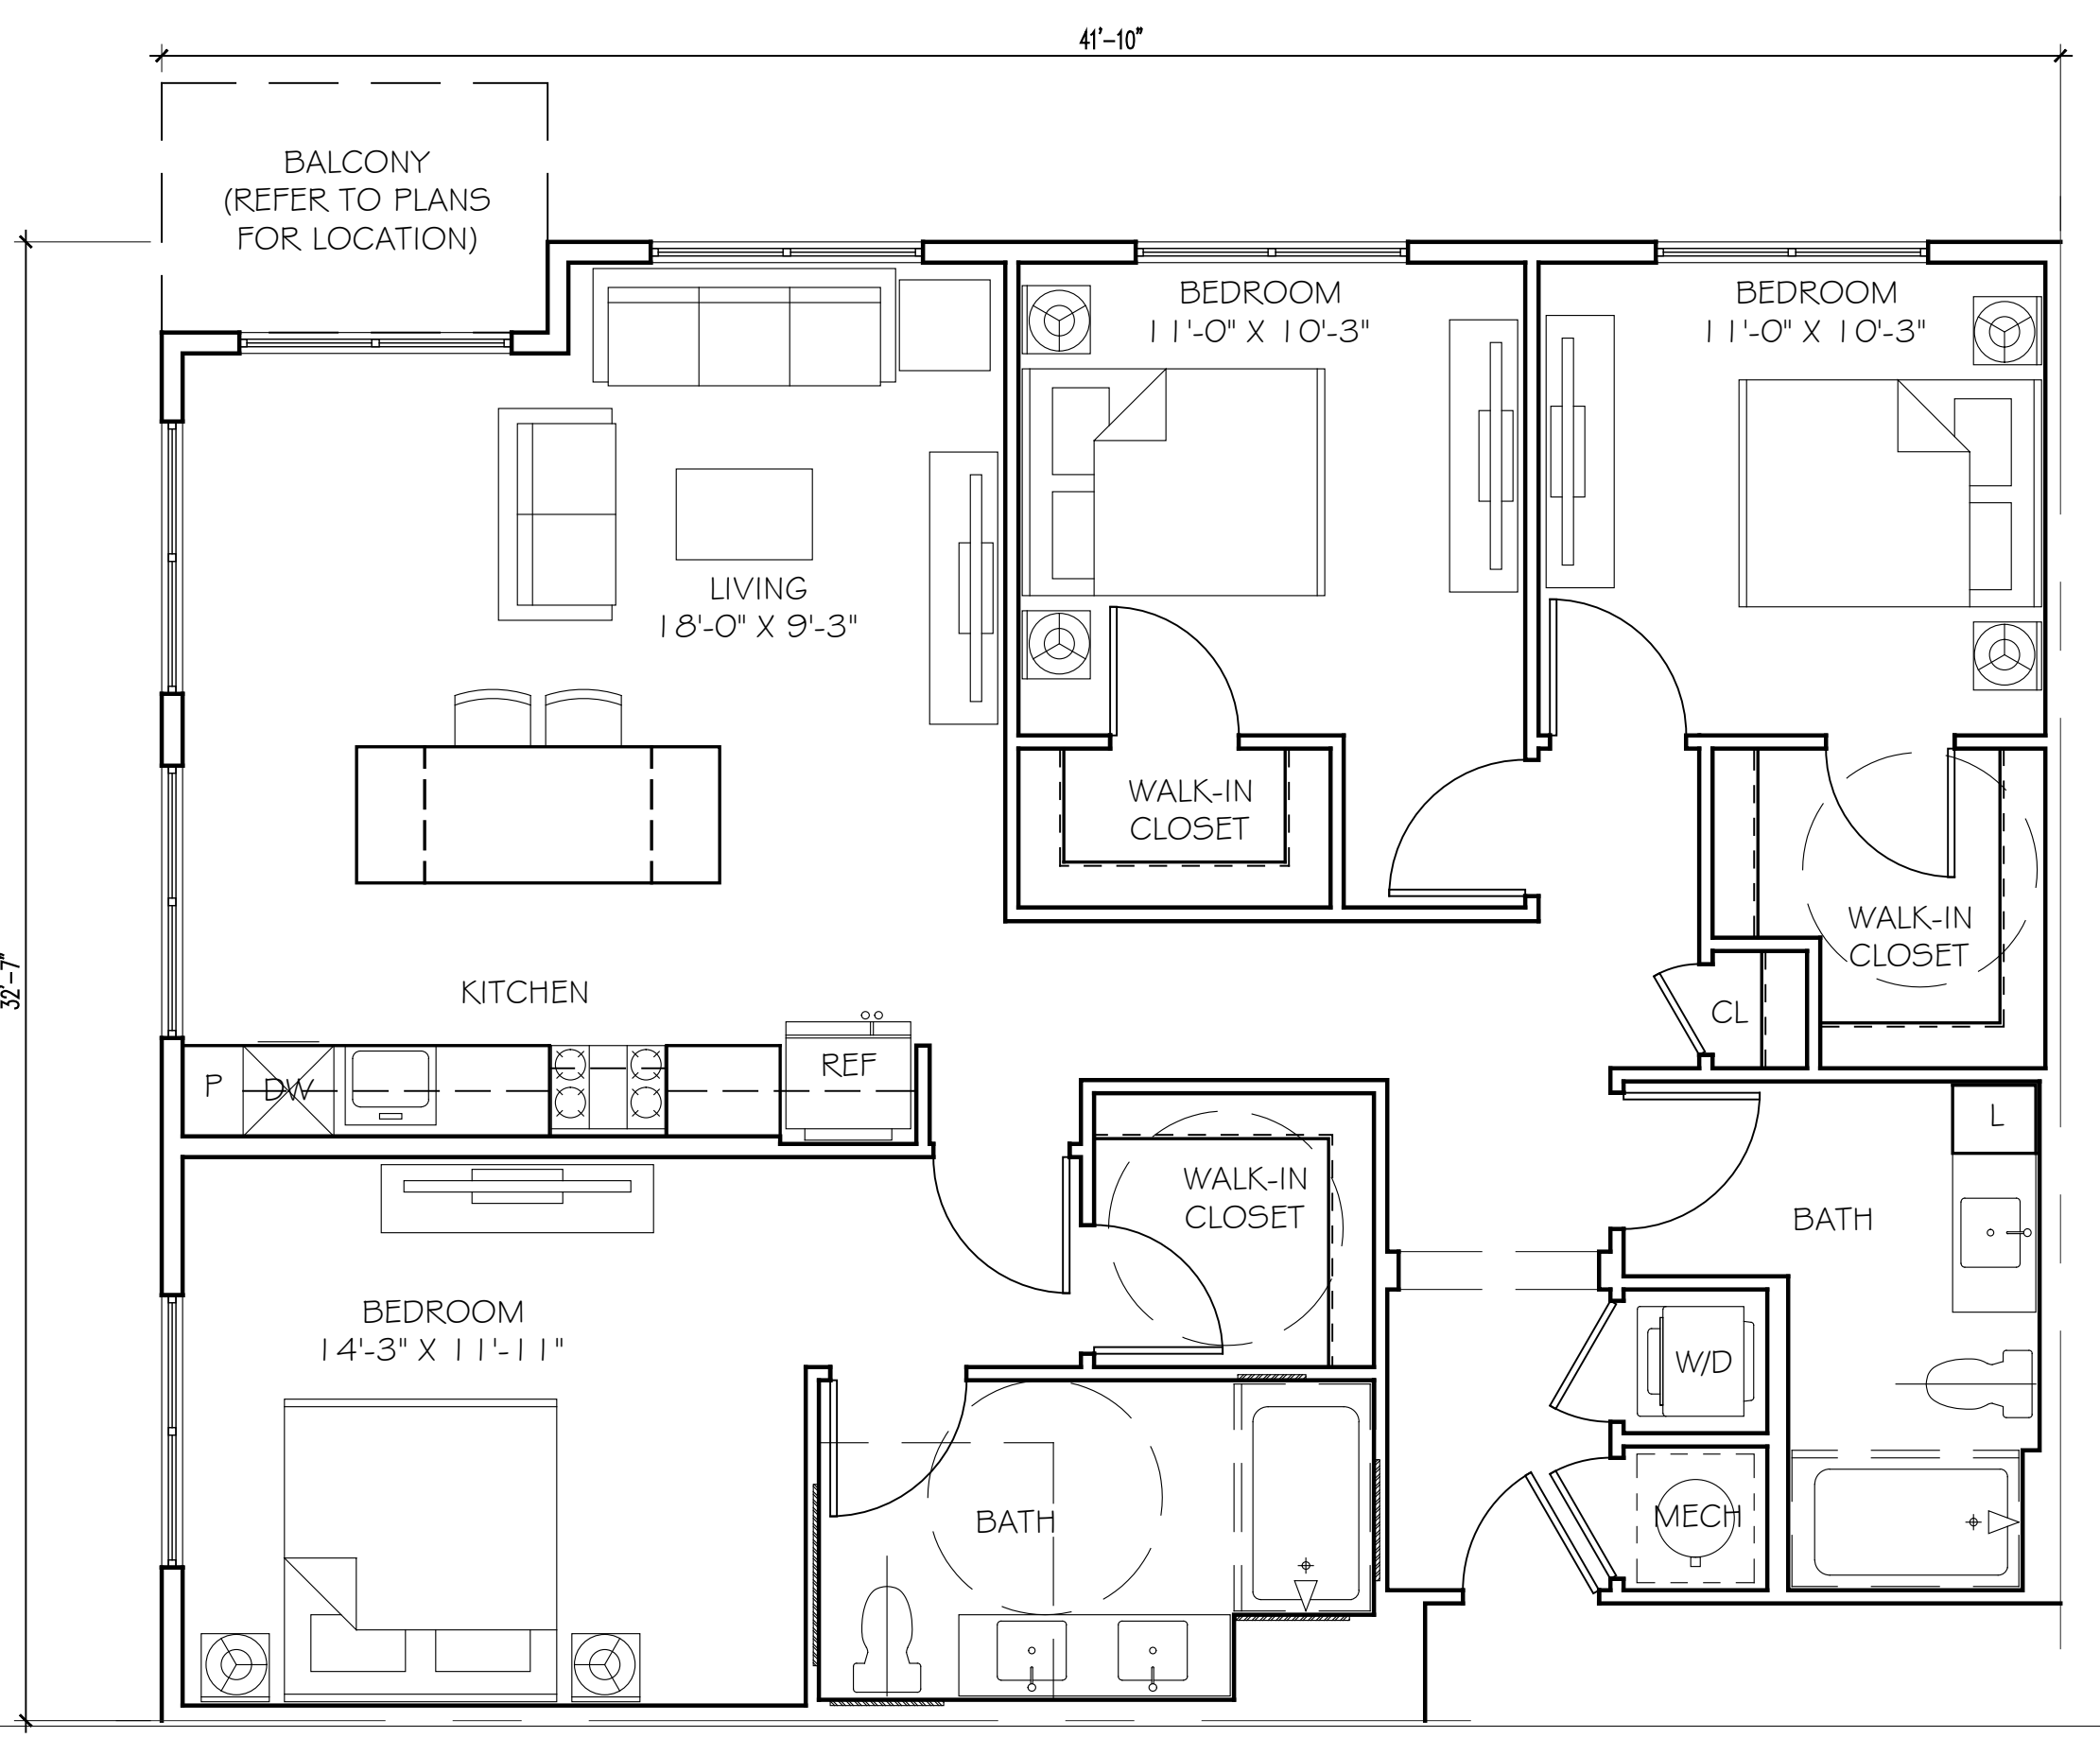 41'-10"
BALCONY
(REFER TO PLANS
FOR LOCATION)
BEDROOM
11'-0" X 10'-3"
BEDROOM
11'-0" X 10'-3"
LIVING
18'-0" X 9'-3"
WALK-IN
CLOSET
WALK-IN
CLOSET
32'-7"
KITCHEN
CL
P
DW
REF
L
WALK-IN
CLOSET
BATH
BEDROOM
14'-3" X 11'-11"
W/D
BATH
MECH